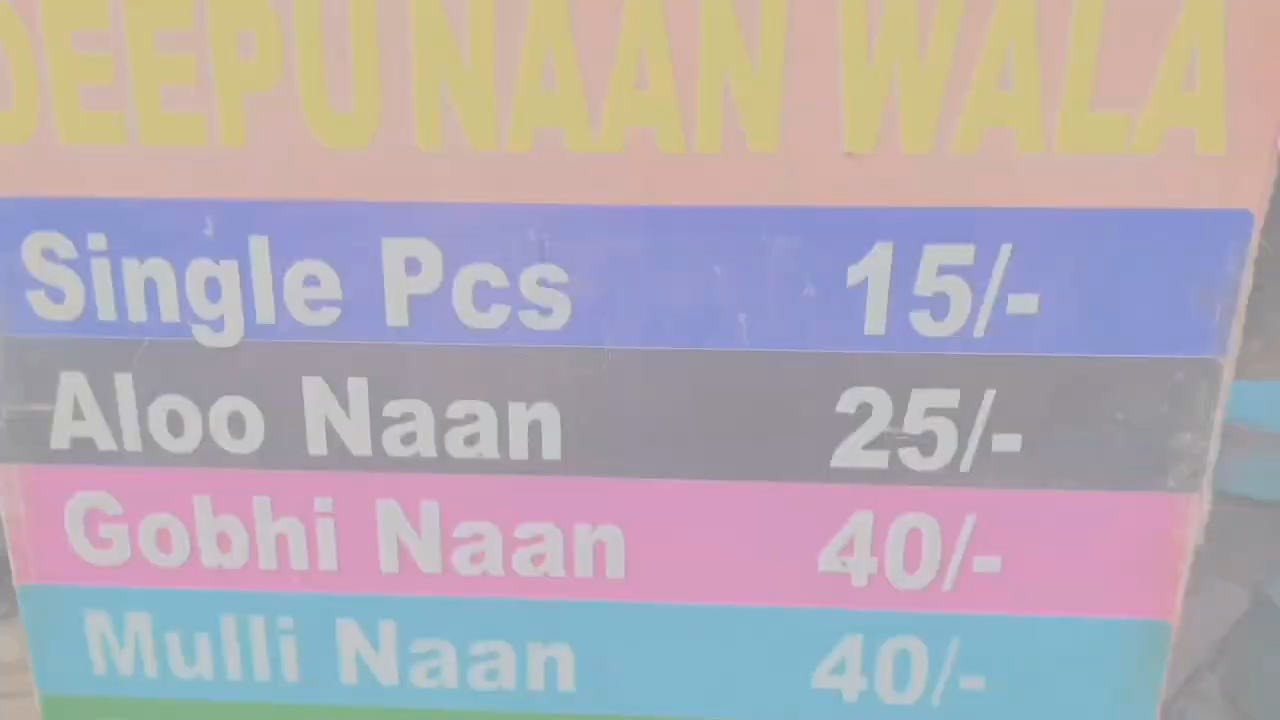 DEEPU NAAN WALA
Single Pcs 15/-
Aloo Naan 25/-
Gobhi Naan 40/-
Mulli Naan 40/-